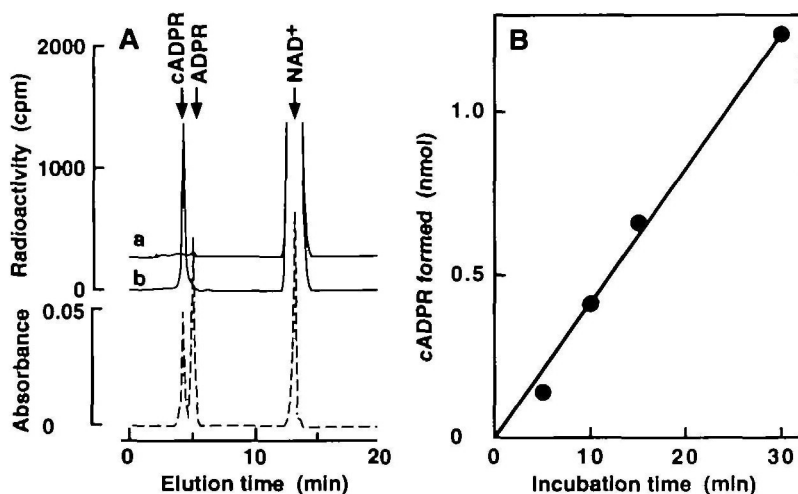 A
Radioactivity (cpm)
2000
1000
0
cADPR
ADPR
NAD+
a
b
Absorbance
0.05
0
0 10 20
Elution time (min)
B
cADPR formed (nmol)
1.0
0.5
0
0 10 20 30
Incubation time (min)